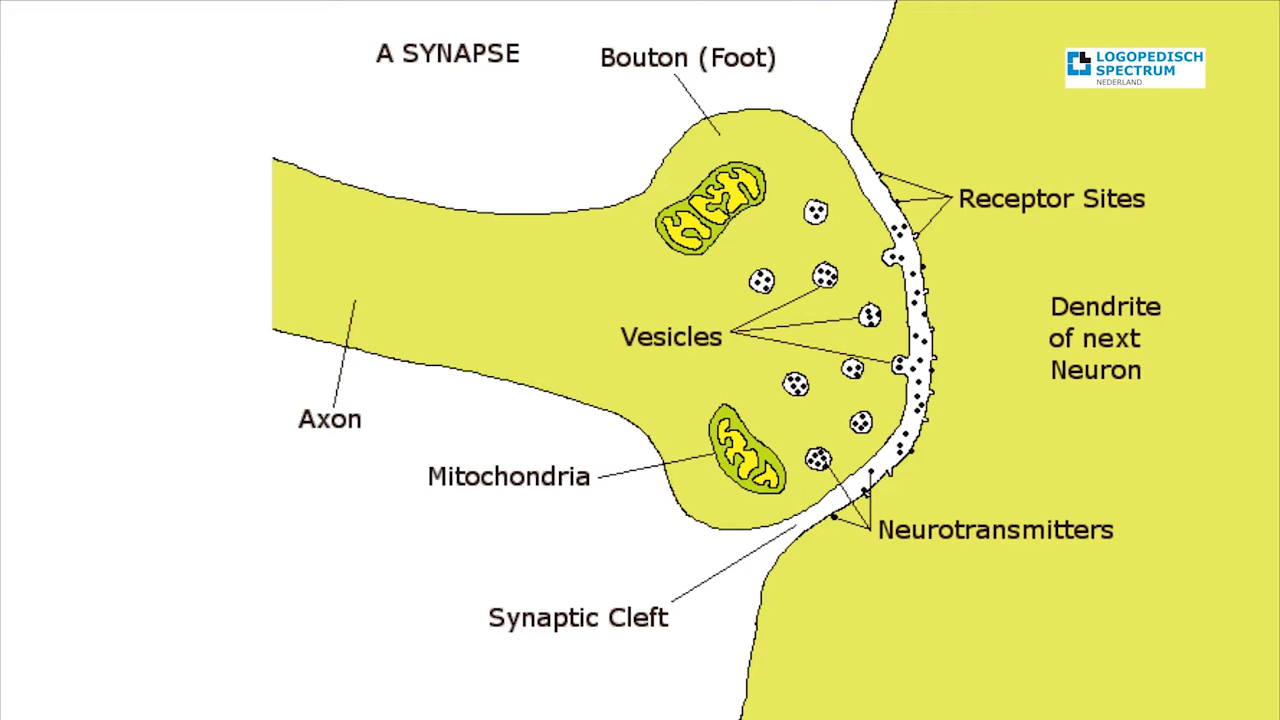 A SYNAPSE
Bouton (Foot)
LOGOPEDISCH
SPECTRUM
NEDERLAND
Receptor Sites
Dendrite
of next
Neuron
Vesicles
Axon
Mitochondria
Neurotransmitters
Synaptic Cleft